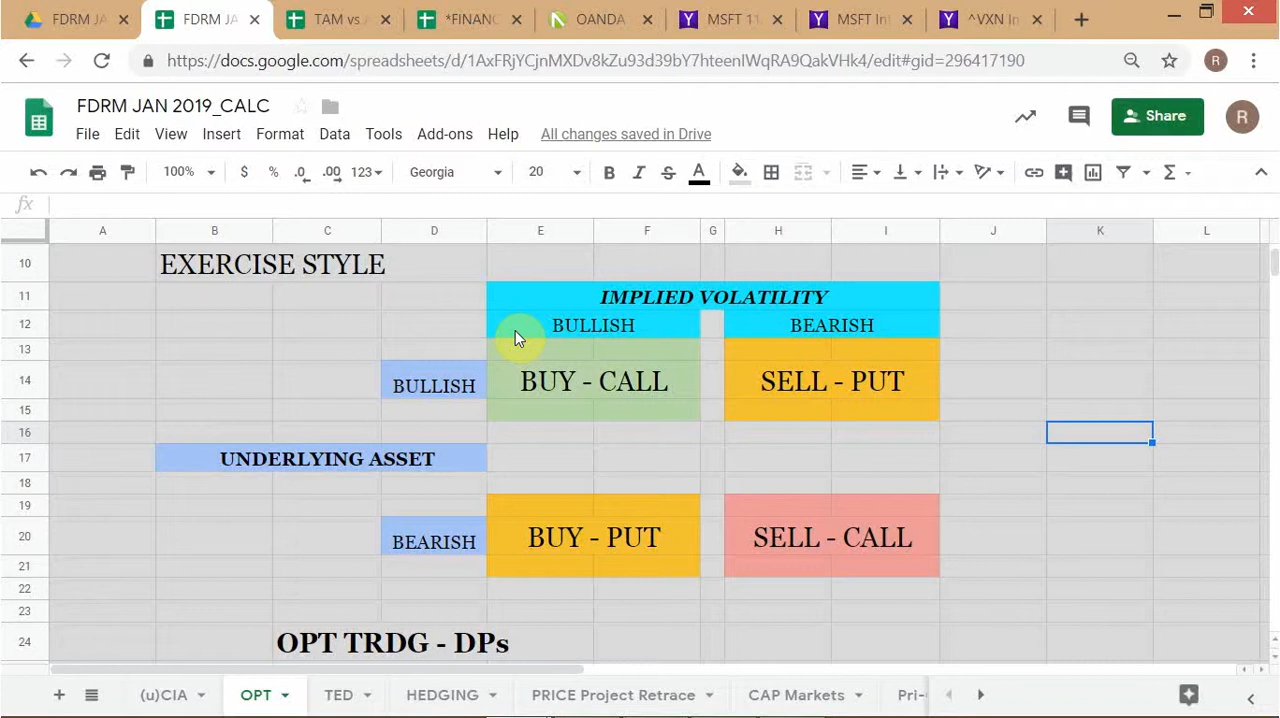 FDRM JA
FDRM JA
TAM vs.
*FINANC
OANDA
MSFT 11
MSFT In
^VXN In
https://docs.google.com/spreadsheets/d/1AxFRjYCjnMXDv8kZu93d39bY7hteenIWqRA9QakVHk4/edit#gid=296417190
R
FDRM JAN 2019_CALC
File Edit View Insert Format Data Tools Add-ons Help All changes saved in Drive
Share
R
100% $ % .0 .00 123 Georgia 20 B I S A Σ
fx
A B C D E F G H I J K L
10 EXERCISE STYLE
11 IMPLIED VOLATILITY
12 BULLISH BEARISH
13
14 BULLISH BUY - CALL SELL - PUT
15
16
17 UNDERLYING ASSET
18
19
20 BEARISH BUY - PUT SELL - CALL
21
22
23
24 OPT TRDG - DPs
(u)CIA OPT TED HEDGING PRICE Project Retrace CAP Markets Pri-